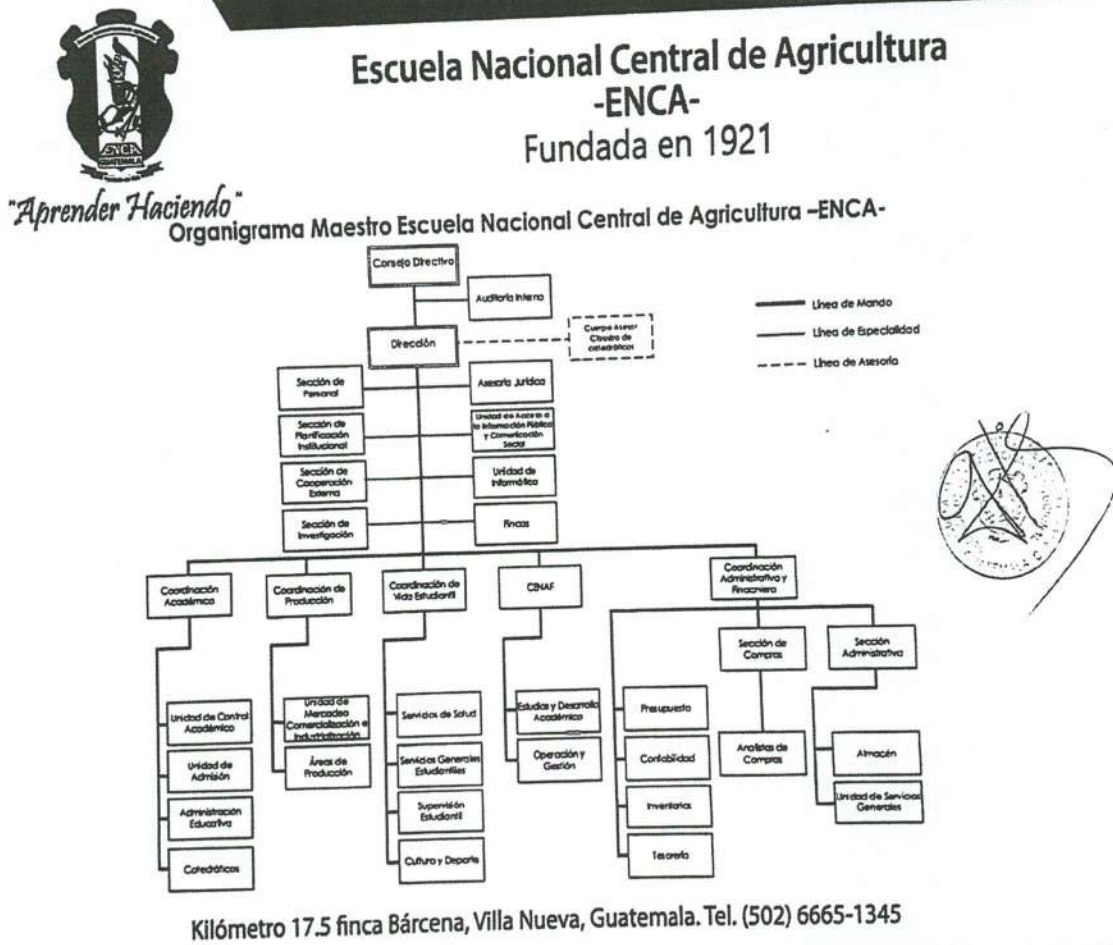 ENCA
GUATEMALA
"Aprender Haciendo"
Escuela Nacional Central de Agricultura
-ENCA-
Fundada en 1921
Organigrama Maestro Escuela Nacional Central de Agricultura –ENCA-
Consejo Directivo
Auditoría Interna
Dirección
Cuerpo Asesor
Claustro de
catedráticos
Línea de Mando
Línea de Especialidad
Línea de Asesoría
Sección de
Personal
Asesoría Jurídica
Sección de
Planificación
Institucional
Unidad de Acceso a
la Información Pública
y Comunicación
Social
Sección de
Cooperación
Externa
Unidad de
Informática
Sección de
Investigación
Fincas
Coordinación
Académica
Coordinación de
Producción
Coordinación de
Vida Estudiantil
CENAF
Coordinación
Administrativa y
Financiera
Sección de
Compras
Sección
Administrativa
Unidad de Control
Académico
Unidad de
Admisión
Administración
Educativa
Catedráticos
Unidad de
Mercadeo
Comercialización e
Industrialización
Áreas de
Producción
Servicios de Salud
Servicios Generales
Estudiantiles
Supervisión
Estudiantil
Cultura y Deporte
Estudios y Desarrollo
Académico
Operación y
Gestión
Presupuesto
Contabilidad
Inventarios
Tesorería
Analistas de
Compras
Almacén
Unidad de Servicios
Generales
Kilómetro 17.5 finca Bárcena, Villa Nueva, Guatemala. Tel. (502) 6665-1345